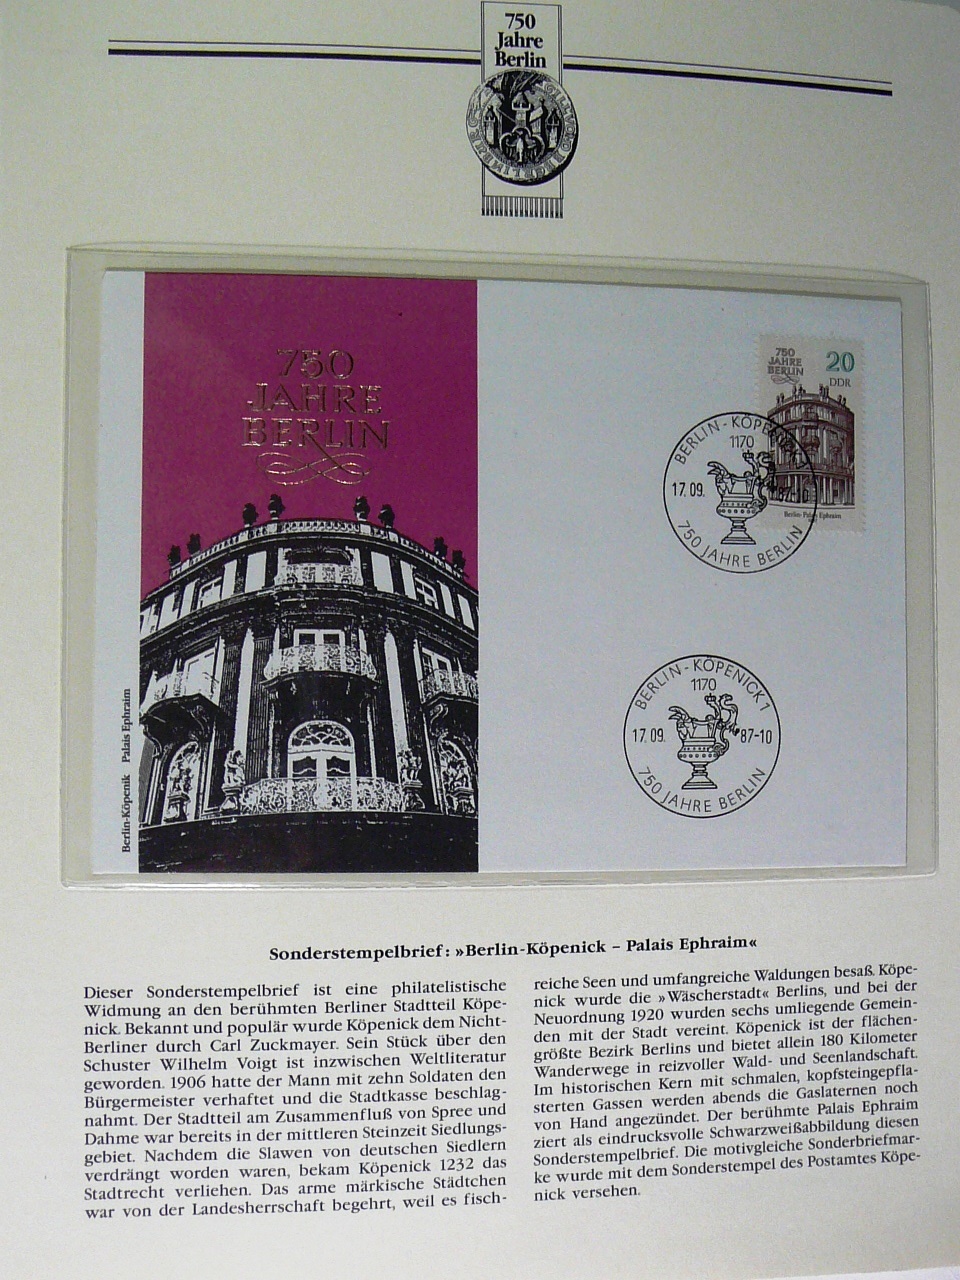 750
Jahre
Berlin
750
JAHRE
BERLIN
Berlin-Köpenik Palais Ephraim
750
JAHRE
BERLIN
20
DDR
Berlin · Palais Ephraim
BERLIN - KÖPENICK 1
1170
17.09. 87-10
750 JAHRE BERLIN
BERLIN - KÖPENICK 1
1170
17.09. 87-10
750 JAHRE BERLIN
Sonderstempelbrief: »Berlin-Köpenick – Palais Ephraim«
Dieser Sonderstempelbrief ist eine philatelistische
Widmung an den berühmten Berliner Stadtteil Köpe-
nick. Bekannt und populär wurde Köpenick dem Nicht-
Berliner durch Carl Zuckmayer. Sein Stück über den
Schuster Wilhelm Voigt ist inzwischen Weltliteratur
geworden. 1906 hatte der Mann mit zehn Soldaten den
Bürgermeister verhaftet und die Stadtkasse beschlag-
nahmt. Der Stadtteil am Zusammenfluß von Spree und
Dahme war bereits in der mittleren Steinzeit Siedlungs-
gebiet. Nachdem die Slawen von deutschen Siedlern
verdrängt worden waren, bekam Köpenick 1232 das
Stadtrecht verliehen. Das arme märkische Städtchen
war von der Landesherrschaft begehrt, weil es fisch-
reiche Seen und umfangreiche Waldungen besaß. Köpe-
nick wurde die »Wäscherstadt« Berlins, und bei der
Neuordnung 1920 wurden sechs umliegende Gemein-
den mit der Stadt vereint. Köpenick ist der flächen-
größte Bezirk Berlins und bietet allein 180 Kilometer
Wanderwege in reizvoller Wald- und Seenlandschaft.
Im historischen Kern mit schmalen, kopfsteingepfla-
sterten Gassen werden abends die Gaslaternen noch
von Hand angezündet. Der berühmte Palais Ephraim
ziert als eindrucksvolle Schwarzweißabbildung diesen
Sonderstempelbrief. Die motivgleiche Sonderbriefmar-
ke wurde mit dem Sonderstempel des Postamtes Köpe-
nick versehen.